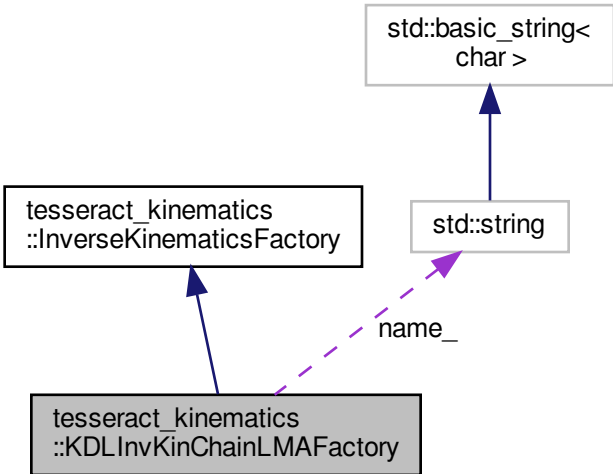 std::basic_string<
char >
tesseract_kinematics
::InverseKinematicsFactory
std::string
name_
tesseract_kinematics
::KDLInvKinChainLMAFactory